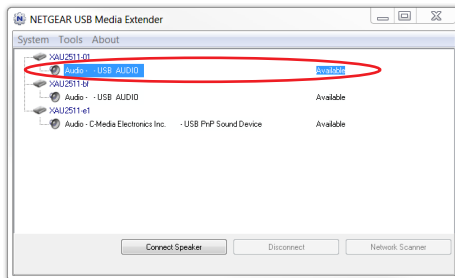 NETGEAR USB Media Extender
System Tools About
XAU2511-01
Audio - - USB AUDIO Available
XAU2511-bf
Audio - - USB AUDIO Available
XAU2511-e1
Audio - C-Media Electronics Inc. - USB PnP Sound Device Available
Connect Speaker Disconnect Network Scanner